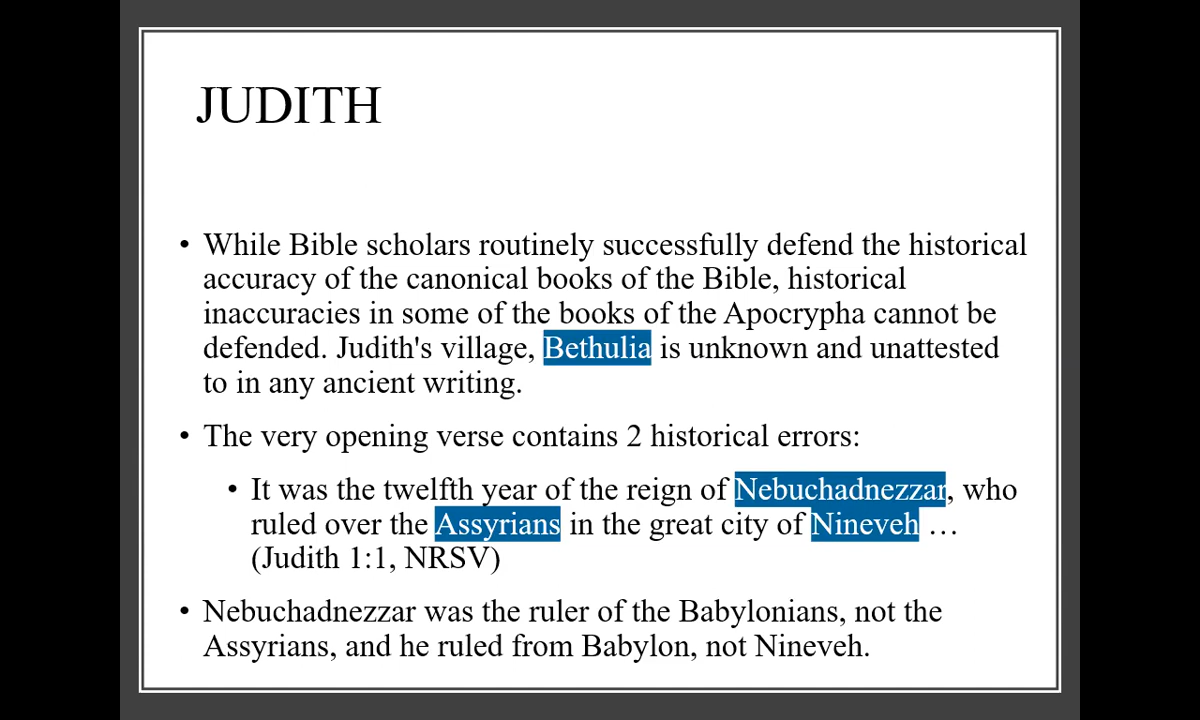 JUDITH
• While Bible scholars routinely successfully defend the historical
accuracy of the canonical books of the Bible, historical
inaccuracies in some of the books of the Apocrypha cannot be
defended. Judith's village, Bethulia is unknown and unattested
to in any ancient writing.
• The very opening verse contains 2 historical errors:
• It was the twelfth year of the reign of Nebuchadnezzar, who
ruled over the Assyrians in the great city of Nineveh …
(Judith 1:1, NRSV)
• Nebuchadnezzar was the ruler of the Babylonians, not the
Assyrians, and he ruled from Babylon, not Nineveh.